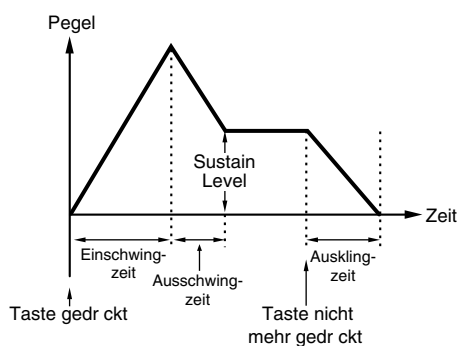 Pegel
Sustain
Level
Zeit
Einschwing-
zeit
Ausschwing-
zeit
Auskling-
zeit
Taste gedr ckt
Taste nicht
mehr gedr ckt